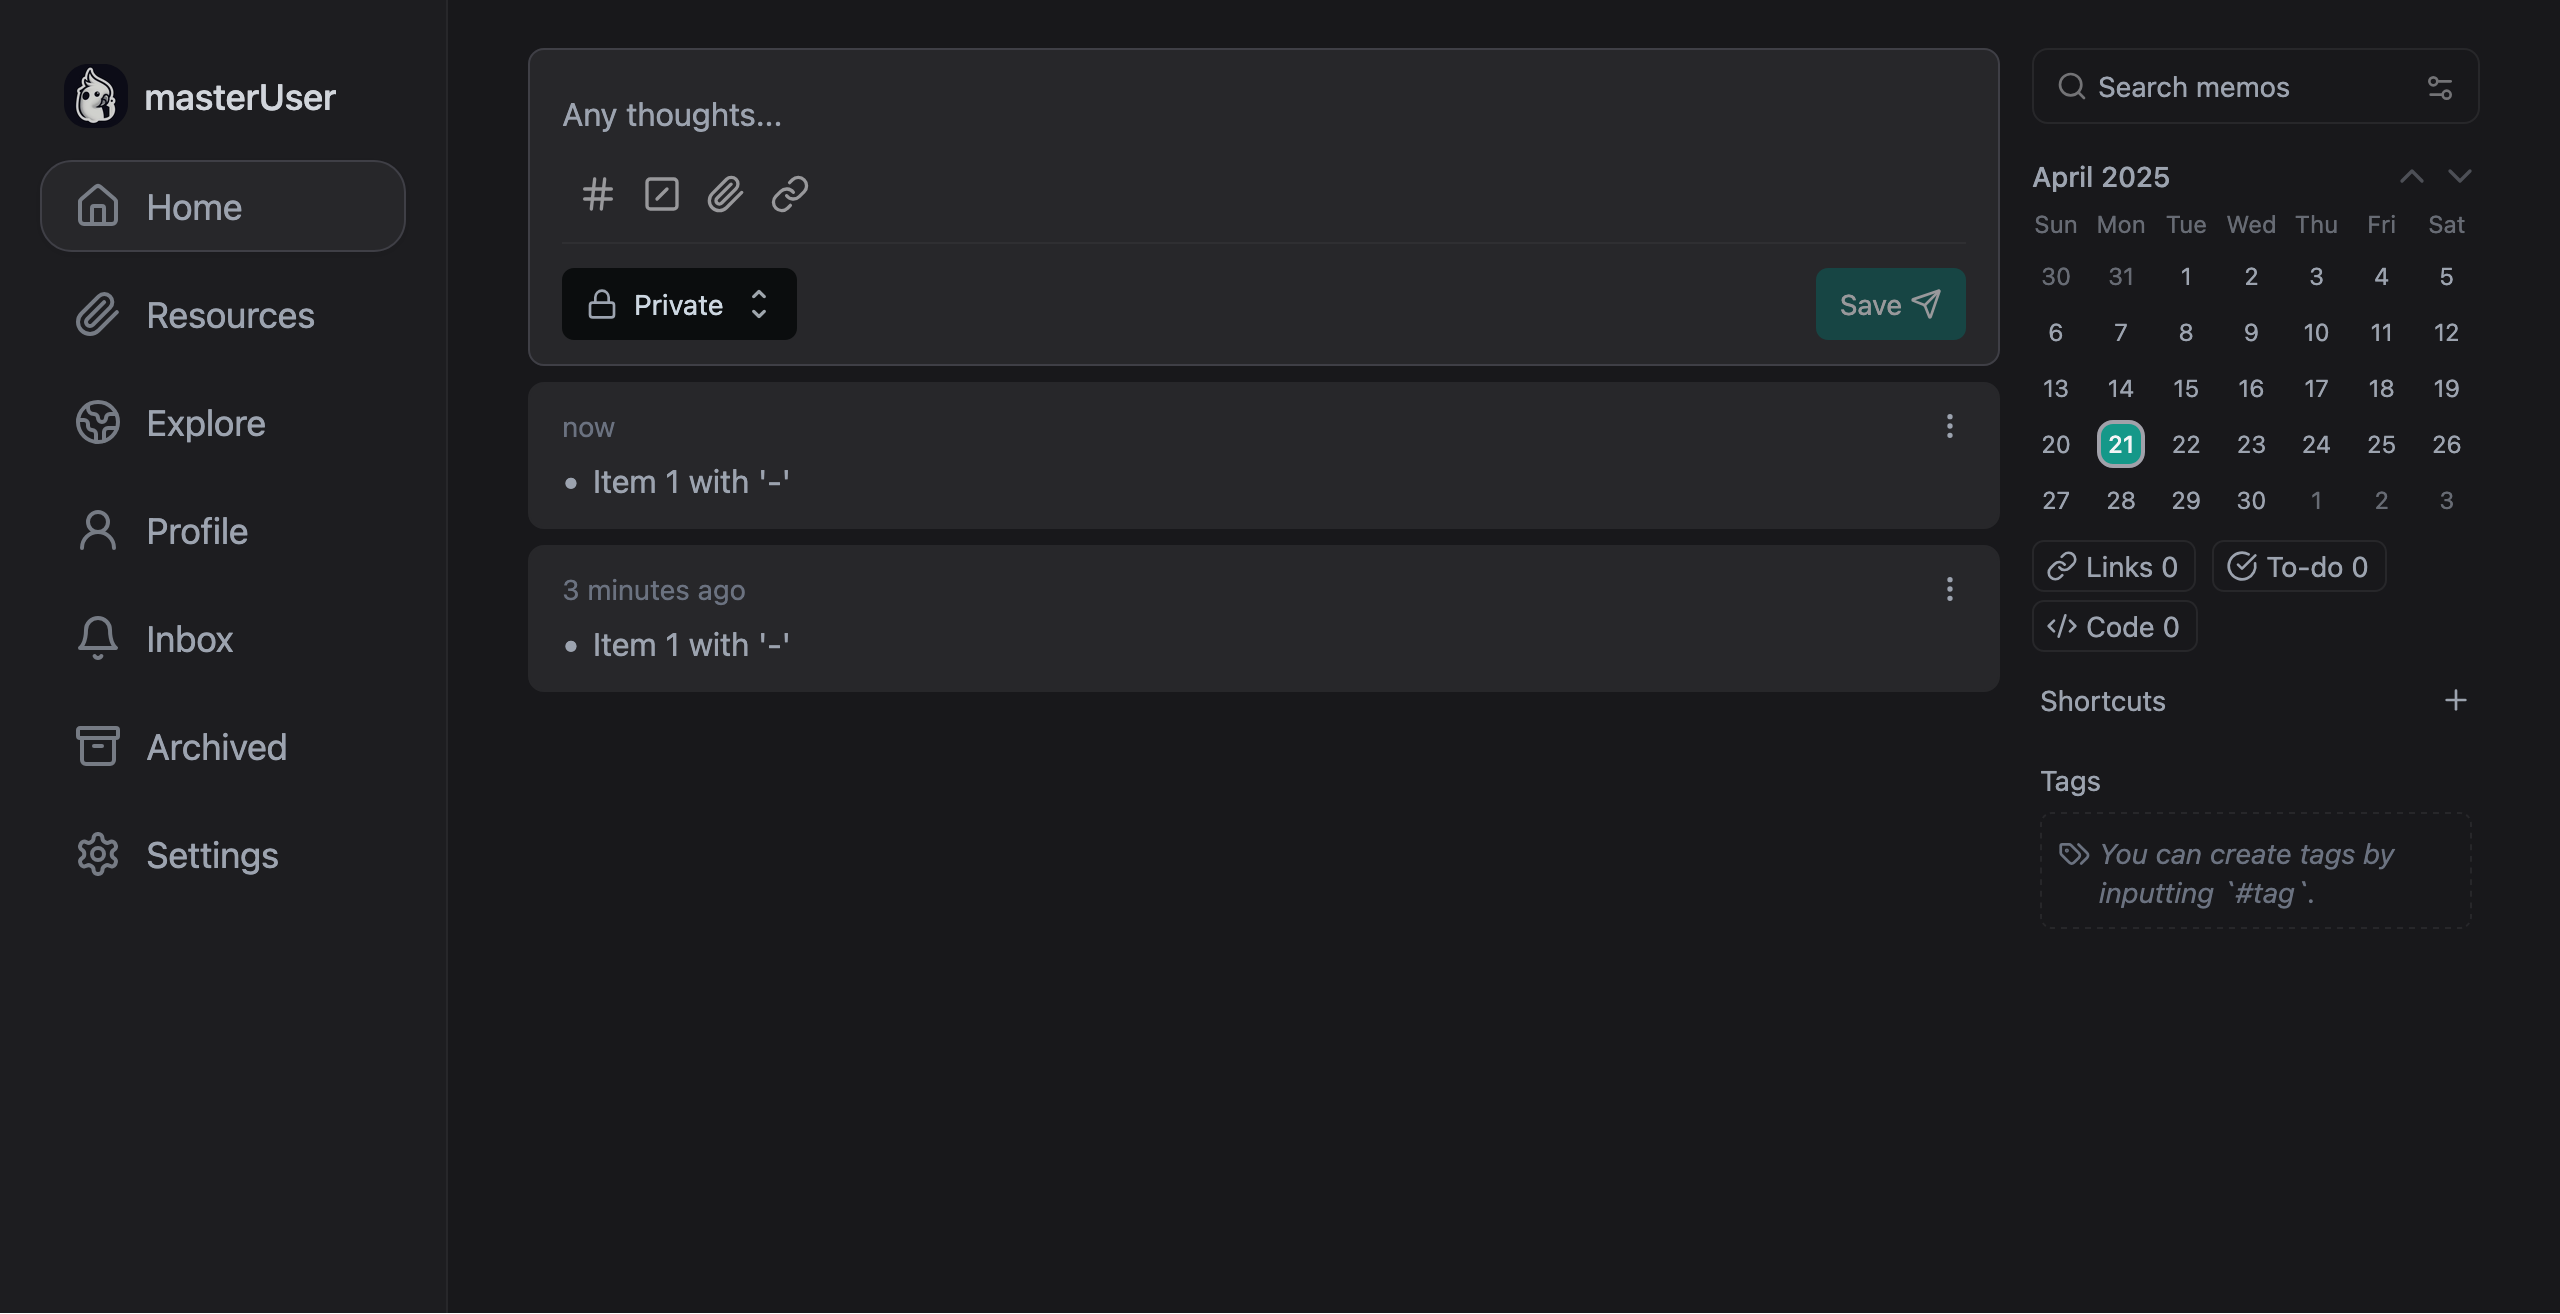 masterUser
Home
Resources
Explore
Profile
Inbox
Archived
Settings
Any thoughts...
Private
Save
now
• Item 1 with '-'
3 minutes ago
• Item 1 with '-'
Search memos
April 2025
Sun Mon Tue Wed Thu Fri Sat
30 31 1 2 3 4 5
6 7 8 9 10 11 12
13 14 15 16 17 18 19
20 21 22 23 24 25 26
27 28 29 30 1 2 3
Links 0 To-do 0
Code 0
Shortcuts
Tags
You can create tags by
inputting `#tag`.